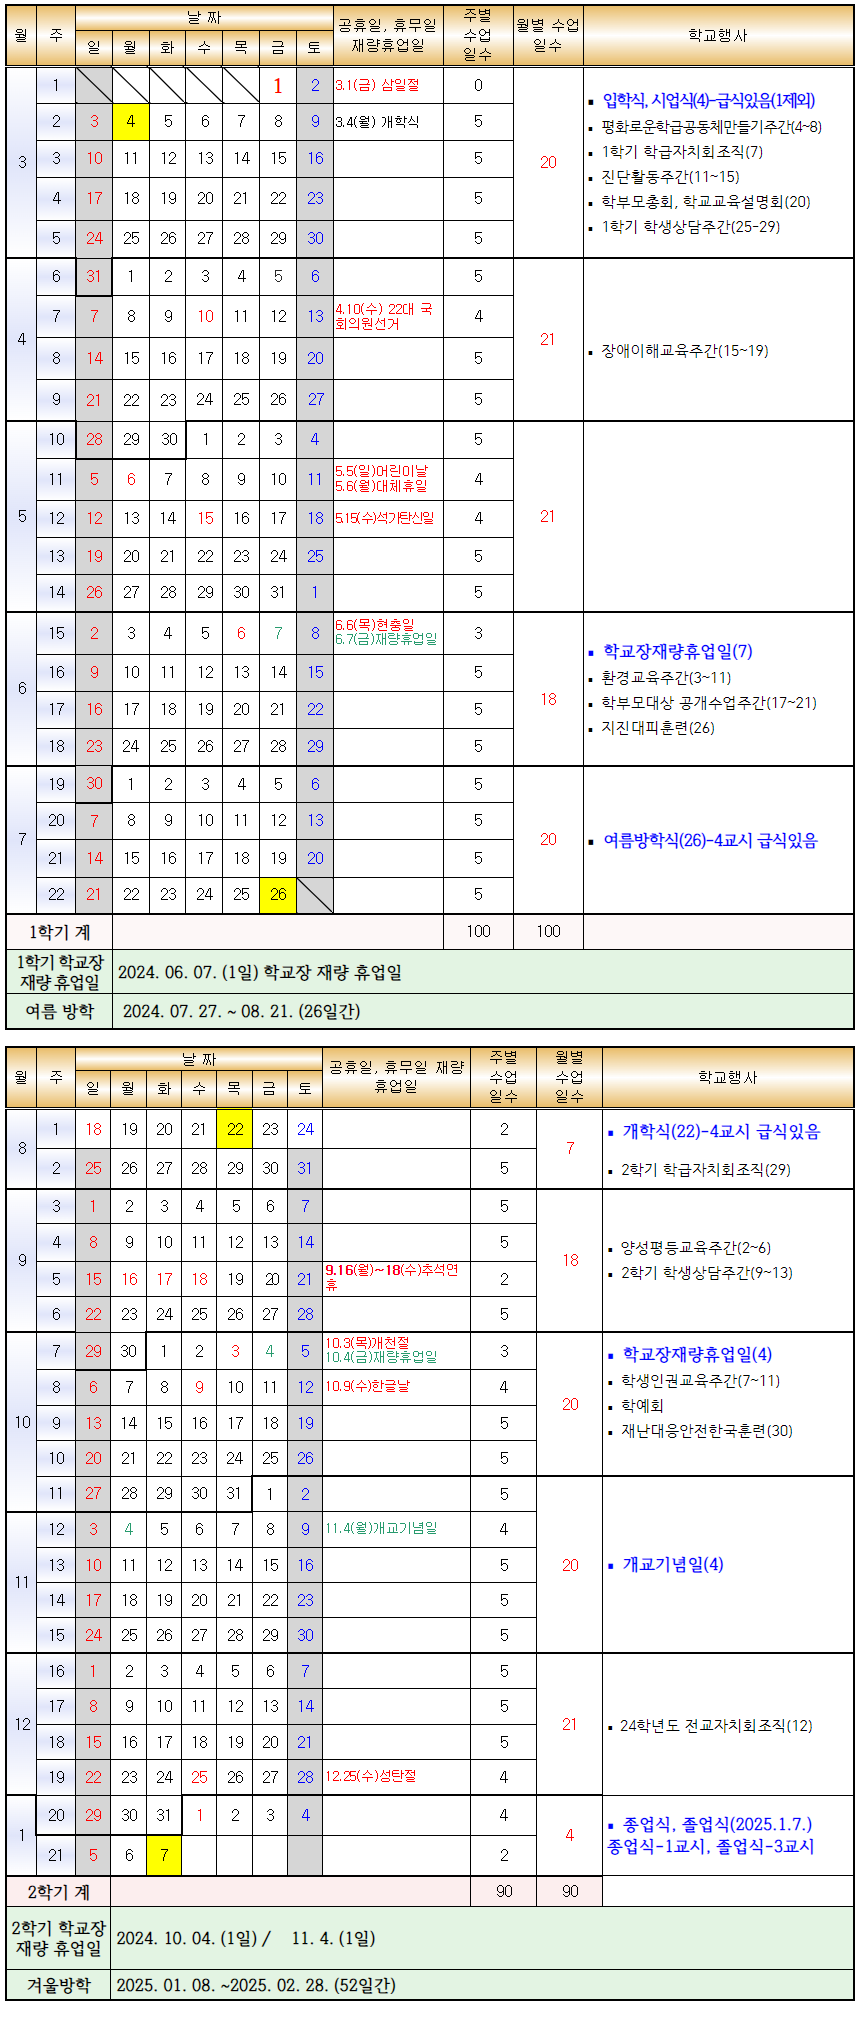 월 주 날 짜 공휴일, 휴무일 재량휴업일 주별 수업 일수 월별 수업 일수 학교행사
일 월 화 수 목 금 토
3
1 1 2 3.1(금) 삼일절 0
2 3 4 5 6 7 8 9 3.4(월) 개학식 5
3 10 11 12 13 14 15 16 5
4 17 18 19 20 21 22 23 5
5 24 25 26 27 28 29 30 5
20
▪ 입학식, 시업식(4)-급식있음(1제외)
▪ 평화로운학급공동체만들기주간(4~8)
▪ 1학기 학급자치회조직(7)
▪ 진단활동주간(11~15)
▪ 학부모총회, 학교교육설명회(20)
▪ 1학기 학생상담주간(25-29)
4
6 31 1 2 3 4 5 6 5
7 7 8 9 10 11 12 13 4.10(수) 22대 국회의원선거 4
8 14 15 16 17 18 19 20 5
9 21 22 23 24 25 26 27 5
21
▪ 장애이해교육주간(15~19)
5
10 28 29 30 1 2 3 4 5
11 5 6 7 8 9 10 11 5.5(일)어린이날 5.6(월)대체휴일 4
12 12 13 14 15 16 17 18 5.15(수)석가탄신일 4
13 19 20 21 22 23 24 25 5
14 26 27 28 29 30 31 1 5
21
6
15 2 3 4 5 6 7 8 6.6(목)현충일 6.7(금)재량휴업일 3
16 9 10 11 12 13 14 15 5
17 16 17 18 19 20 21 22 5
18 23 24 25 26 27 28 29 5
18
▪ 학교장재량휴업일(7)
▪ 환경교육주간(3~11)
▪ 학부모대상 공개수업주간(17~21)
▪ 지진대피훈련(26)
7
19 30 1 2 3 4 5 6 5
20 7 8 9 10 11 12 13 5
21 14 15 16 17 18 19 20 5
22 21 22 23 24 25 26 5
20
▪ 여름방학식(26)-4교시 급식있음
1학기 계 100 100
1학기 학교장 재량 휴업일 2024. 06. 07. (1일) 학교장 재량 휴업일
여름 방학 2024. 07. 27. ~ 08. 21. (26일간)
월 주 날 짜 공휴일, 휴무일 재량휴업일 주별 수업 일수 월별 수업 일수 학교행사
일 월 화 수 목 금 토
8
1 18 19 20 21 22 23 24 2
2 25 26 27 28 29 30 31 5
7
▪ 개학식(22)-4교시 급식있음
▪ 2학기 학급자치회조직(29)
9
3 1 2 3 4 5 6 7 5
4 8 9 10 11 12 13 14 5
5 15 16 17 18 19 20 21 9.16(월)~18(수)추석연휴 2
6 22 23 24 25 26 27 28 5
18
▪ 양성평등교육주간(2~6)
▪ 2학기 학생상담주간(9~13)
10
7 29 30 1 2 3 4 5 10.3(목)개천절 10.4(금)재량휴업일 3
8 6 7 8 9 10 11 12 10.9(수)한글날 4
9 13 14 15 16 17 18 19 5
10 20 21 22 23 24 25 26 5
11 27 28 29 30 31 1 2 5
20
▪ 학교장재량휴업일(4)
▪ 학생인권교육주간(7~11)
▪ 학예회
▪ 재난대응안전한국훈련(30)
11
12 3 4 5 6 7 8 9 11.4(월)개교기념일 4
13 10 11 12 13 14 15 16 5
14 17 18 19 20 21 22 23 5
15 24 25 26 27 28 29 30 5
20
▪ 개교기념일(4)
12
16 1 2 3 4 5 6 7 5
17 8 9 10 11 12 13 14 5
18 15 16 17 18 19 20 21 5
19 22 23 24 25 26 27 28 12.25(수)성탄절 4
21
▪ 24학년도 전교자치회조직(12)
1
20 29 30 31 1 2 3 4 4
21 5 6 7 2
4
▪ 종업식, 졸업식(2025.1.7.)
종업식-1교시, 졸업식-3교시
2학기 계 90 90
2학기 학교장 재량 휴업일 2024. 10. 04. (1일) / 11. 4. (1일)
겨울방학 2025. 01. 08. ~2025. 02. 28. (52일간)